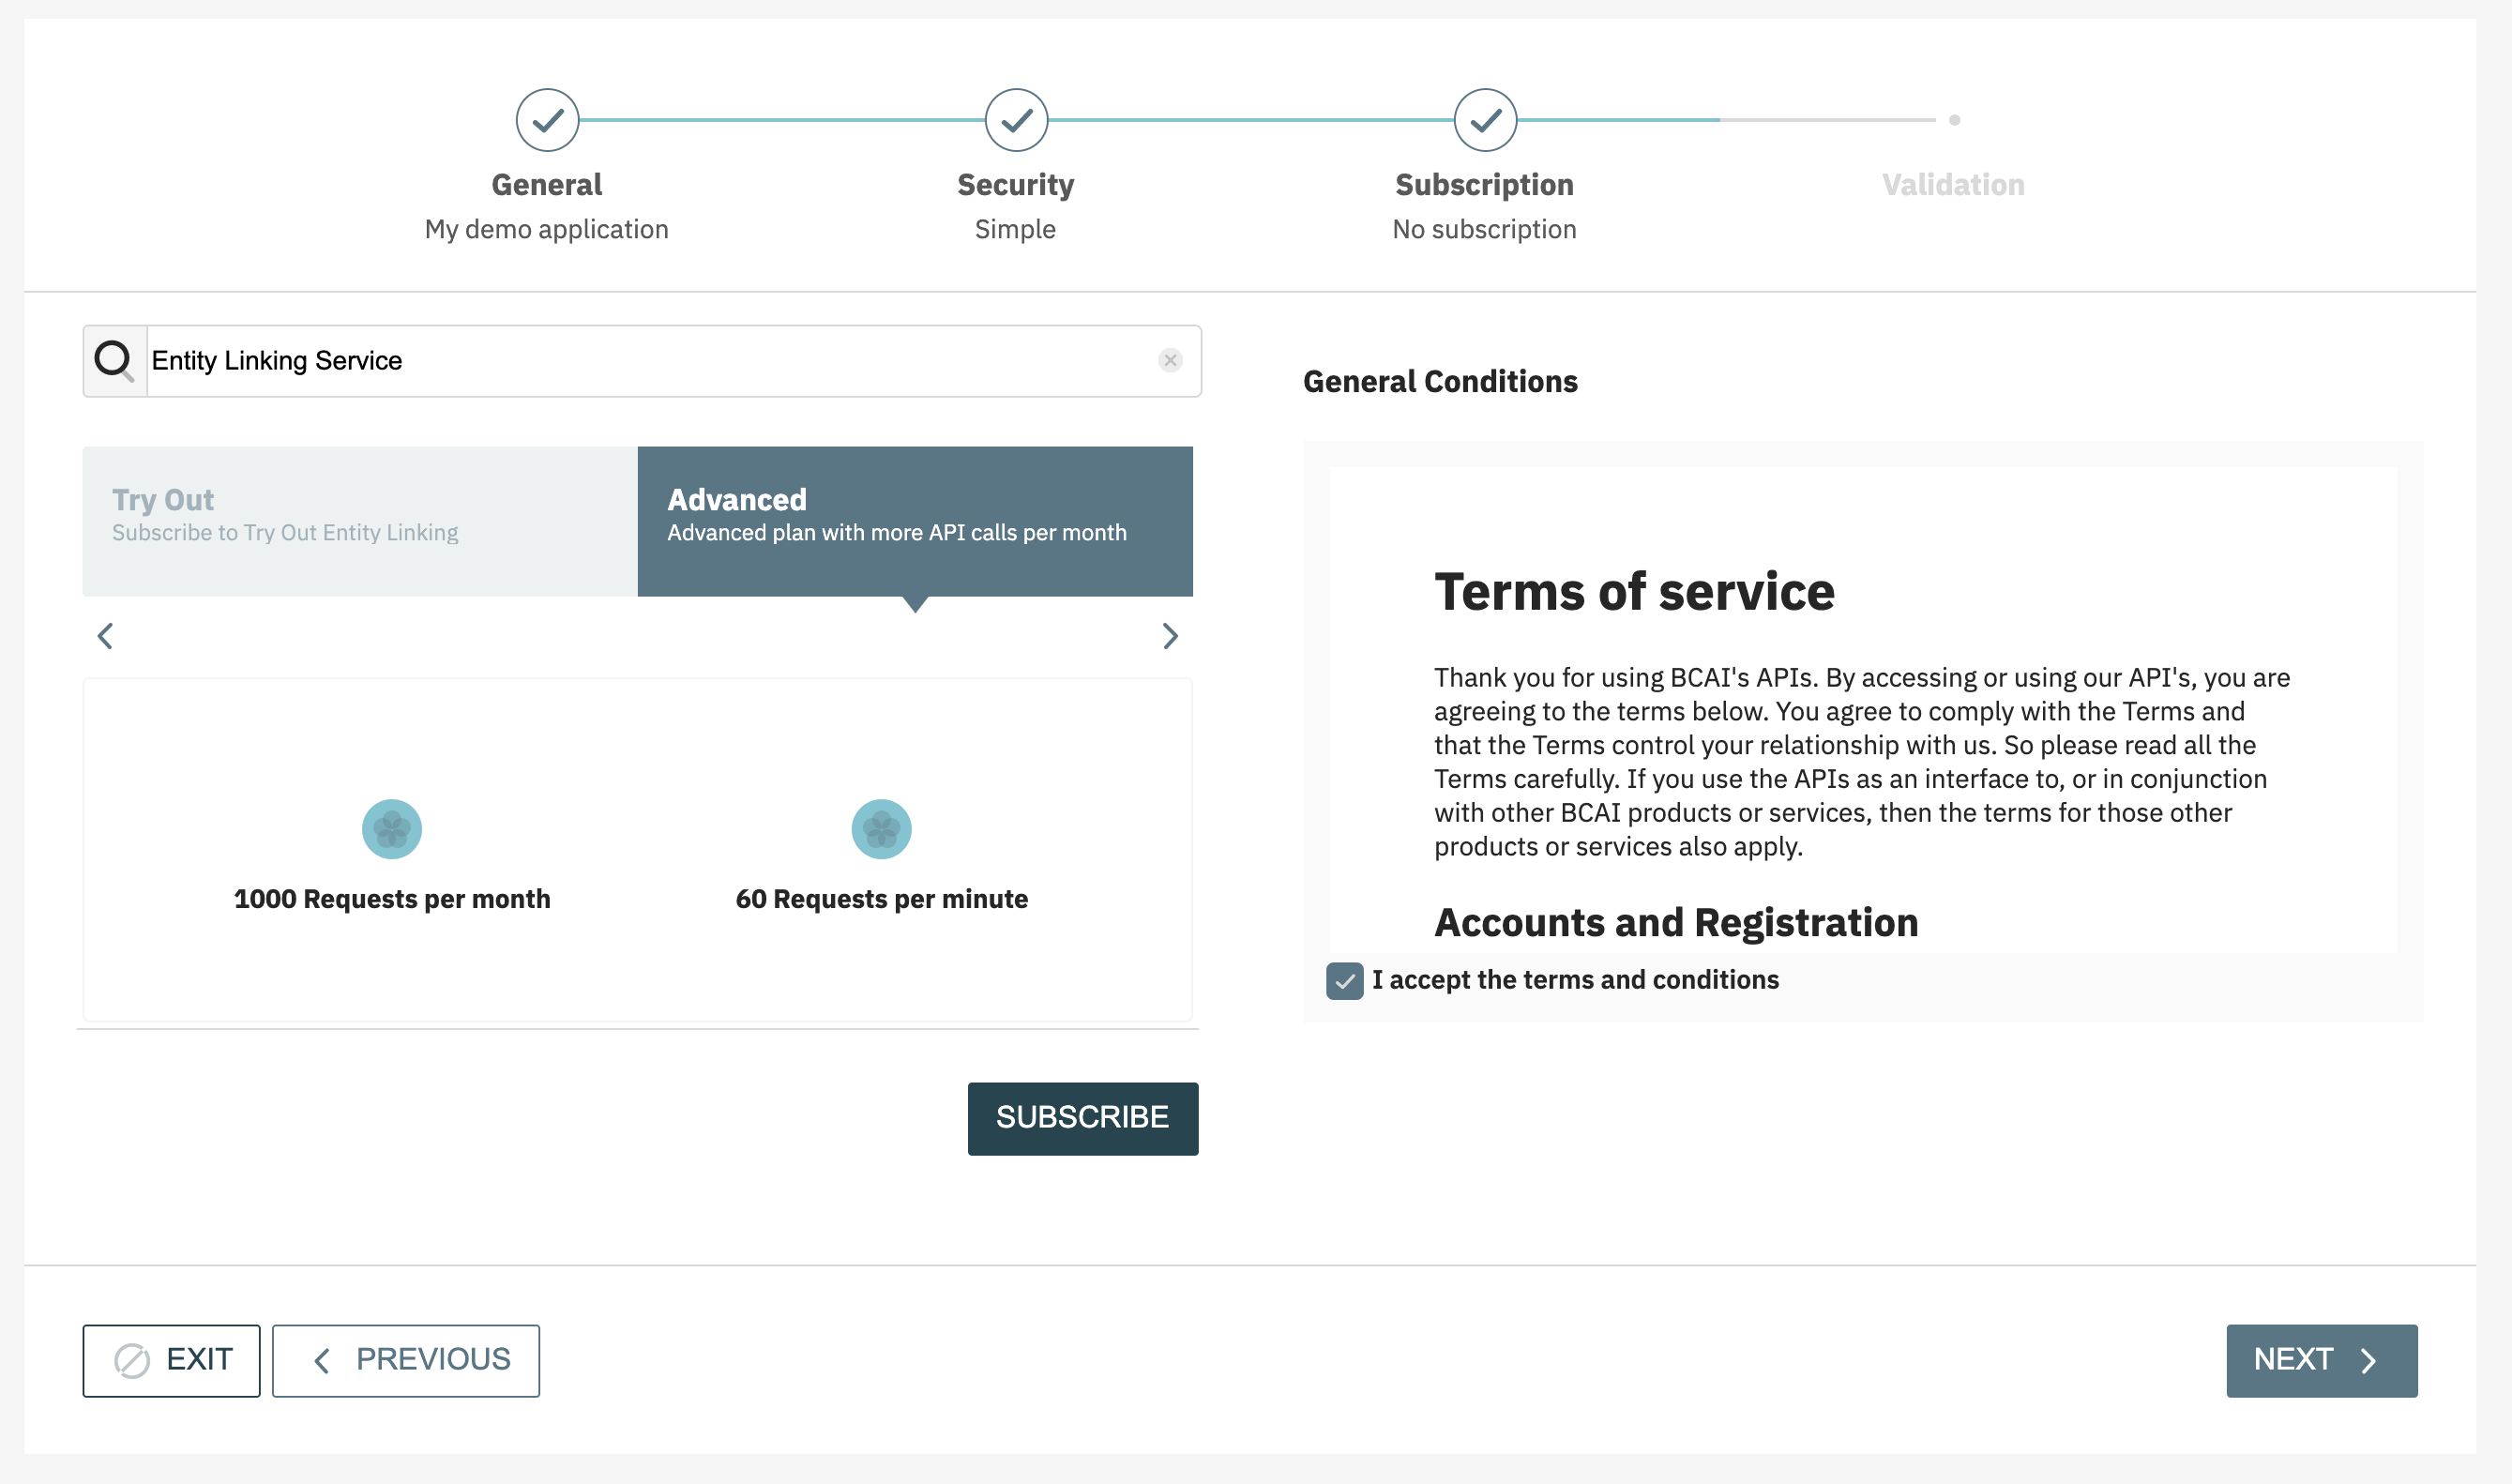 General
My demo application
Security
Simple
Subscription
No subscription
Validation
Entity Linking Service
Try Out
Subscribe to Try Out Entity Linking
Advanced
Advanced plan with more API calls per month
1000 Requests per month
60 Requests per minute
SUBSCRIBE
General Conditions
Terms of service
Thank you for using BCAI's APIs. By accessing or using our API's, you are
agreeing to the terms below. You agree to comply with the Terms and
that the Terms control your relationship with us. So please read all the
Terms carefully. If you use the APIs as an interface to, or in conjunction
with other BCAI products or services, then the terms for those other
products or services also apply.
Accounts and Registration
I accept the terms and conditions
EXIT
PREVIOUS
NEXT